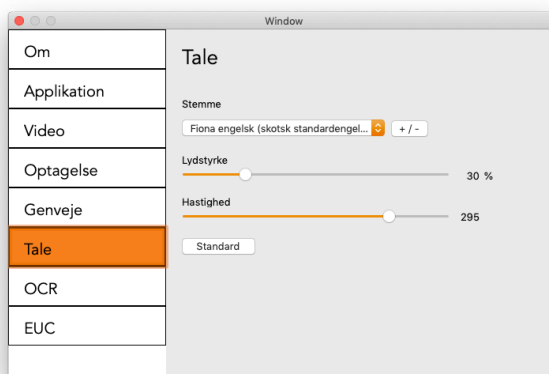 Window
Om
Applikation
Video
Optagelse
Genveje
Tale
OCR
EUC
Tale
Stemme
Fiona engelsk (skotsk standardengel...
+ / -
Lydstyrke
30 %
Hastighed
295
Standard